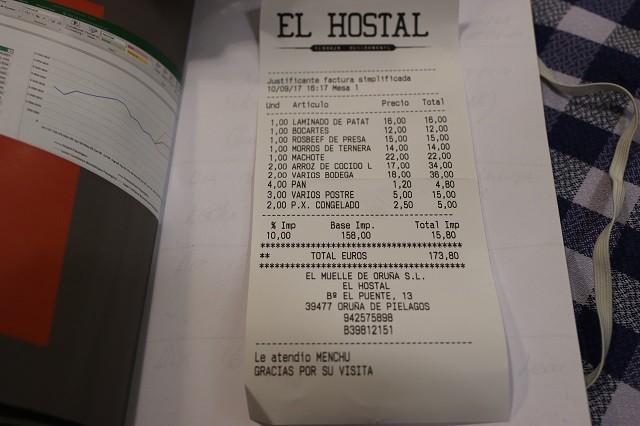 EL HOSTAL
TERRAZA RESTAURANTE
Justificante factura simplificada
10/09/17 16:17 Mesa 1
Und Artículo Precio Total
1,00 LAMINADO DE PATAT 16,00 16,00
1,00 BOCARTES 12,00 12,00
1,00 ROSBEEF DE PRESA 15,00 15,00
1,00 MORROS DE TERNERA 14,00 14,00
1,00 MACHOTE 22,00 22,00
2,00 ARROZ DE COCIDO L 17,00 34,00
2,00 VARIOS BODEGA 18,00 36,00
4,00 PAN 1,20 4,80
3,00 VARIOS POSTRE 5,00 15,00
2,00 P.X. CONGELADO 2,50 5,00
% Imp Base Imp. Total Imp
10,00 158,00 15,80
** TOTAL EUROS 173,80
EL MUELLE DE ORUÑA S.L.
EL HOSTAL
Bº EL PUENTE, 13
39477 ORUÑA DE PIELAGOS
942575898
B39812151
Le atendio MENCHU
GRACIAS POR SU VISITA